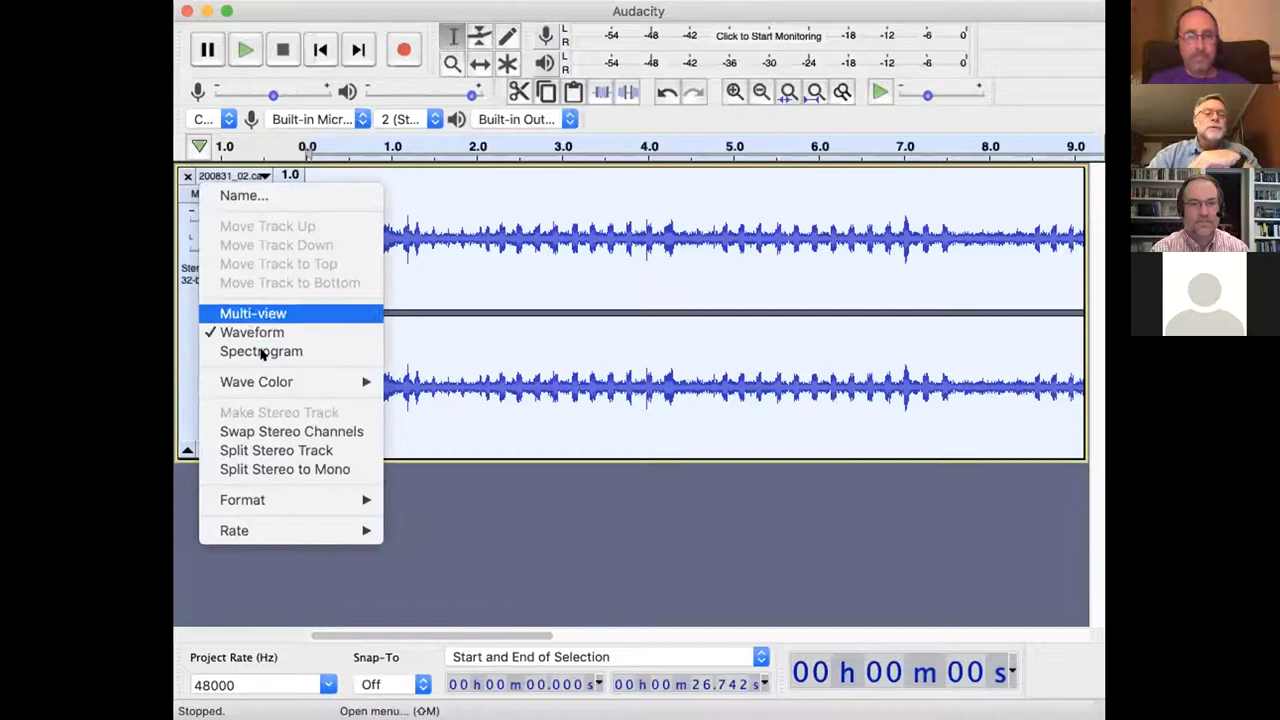 Audacity
L R -54 -48 -42 Click to Start Monitoring -18 -12 -6 0
L R -54 -48 -42 -36 -30 -24 -18 -12 -6 0
C... Built-in Micr... 2 (St... Built-in Out...
1.0 0.0 1.0 2.0 3.0 4.0 5.0 6.0 7.0 8.0 9.0
200831_02.ca 1.0
Name...
Move Track Up
Move Track Down
Move Track to Top
Move Track to Bottom
Multi-view
Waveform
Spectrogram
Wave Color
Make Stereo Track
Swap Stereo Channels
Split Stereo Track
Split Stereo to Mono
Format
Rate
M
Ster
32-b
Project Rate (Hz) Snap-To Start and End of Selection
48000 Off 00 h 00 m 00.000 s 00 h 00 m 26.742 s
00 h 00 m 00 s
Stopped. Open menu... (⇧M)